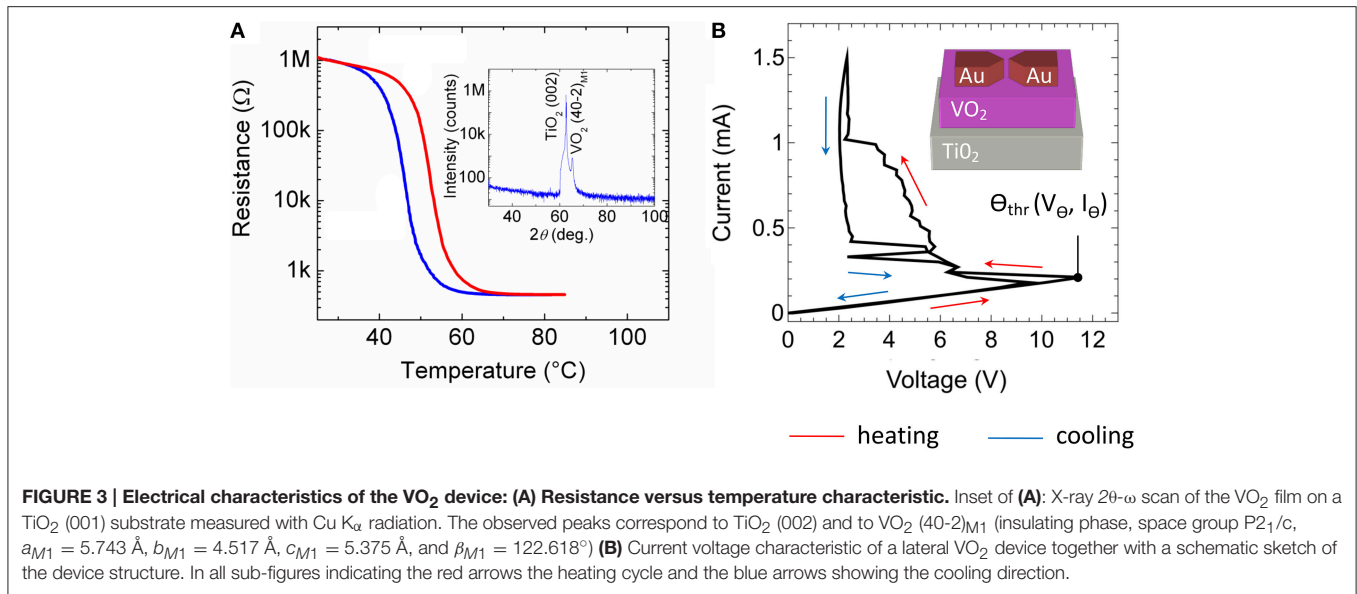 A
Resistance (Ω)
1M
100k
10k
1k
40 60 80 100
Temperature (°C)
Intensity (counts)
1M
10k
100
TiO2 (002)
VO2 (40-2)M1
40 60 80 100
2θ (deg.)
B
Current (mA)
1.5
1
0.5
0
0 2 4 6 8 10 12
Voltage (V)
Au Au
VO2
Ti02
Θthr (VΘ, IΘ)
heating cooling
FIGURE 3 | Electrical characteristics of the VO2 device: (A) Resistance versus temperature characteristic. Inset of (A): X-ray 2θ-ω scan of the VO2 film on a
TiO2 (001) substrate measured with Cu Kα radiation. The observed peaks correspond to TiO2 (002) and to VO2 (40-2)M1 (insulating phase, space group P21/c,
aM1 = 5.743 Å, bM1 = 4.517 Å, cM1 = 5.375 Å, and βM1 = 122.618°) (B) Current voltage characteristic of a lateral VO2 device together with a schematic sketch of
the device structure. In all sub-figures indicating the red arrows the heating cycle and the blue arrows showing the cooling direction.